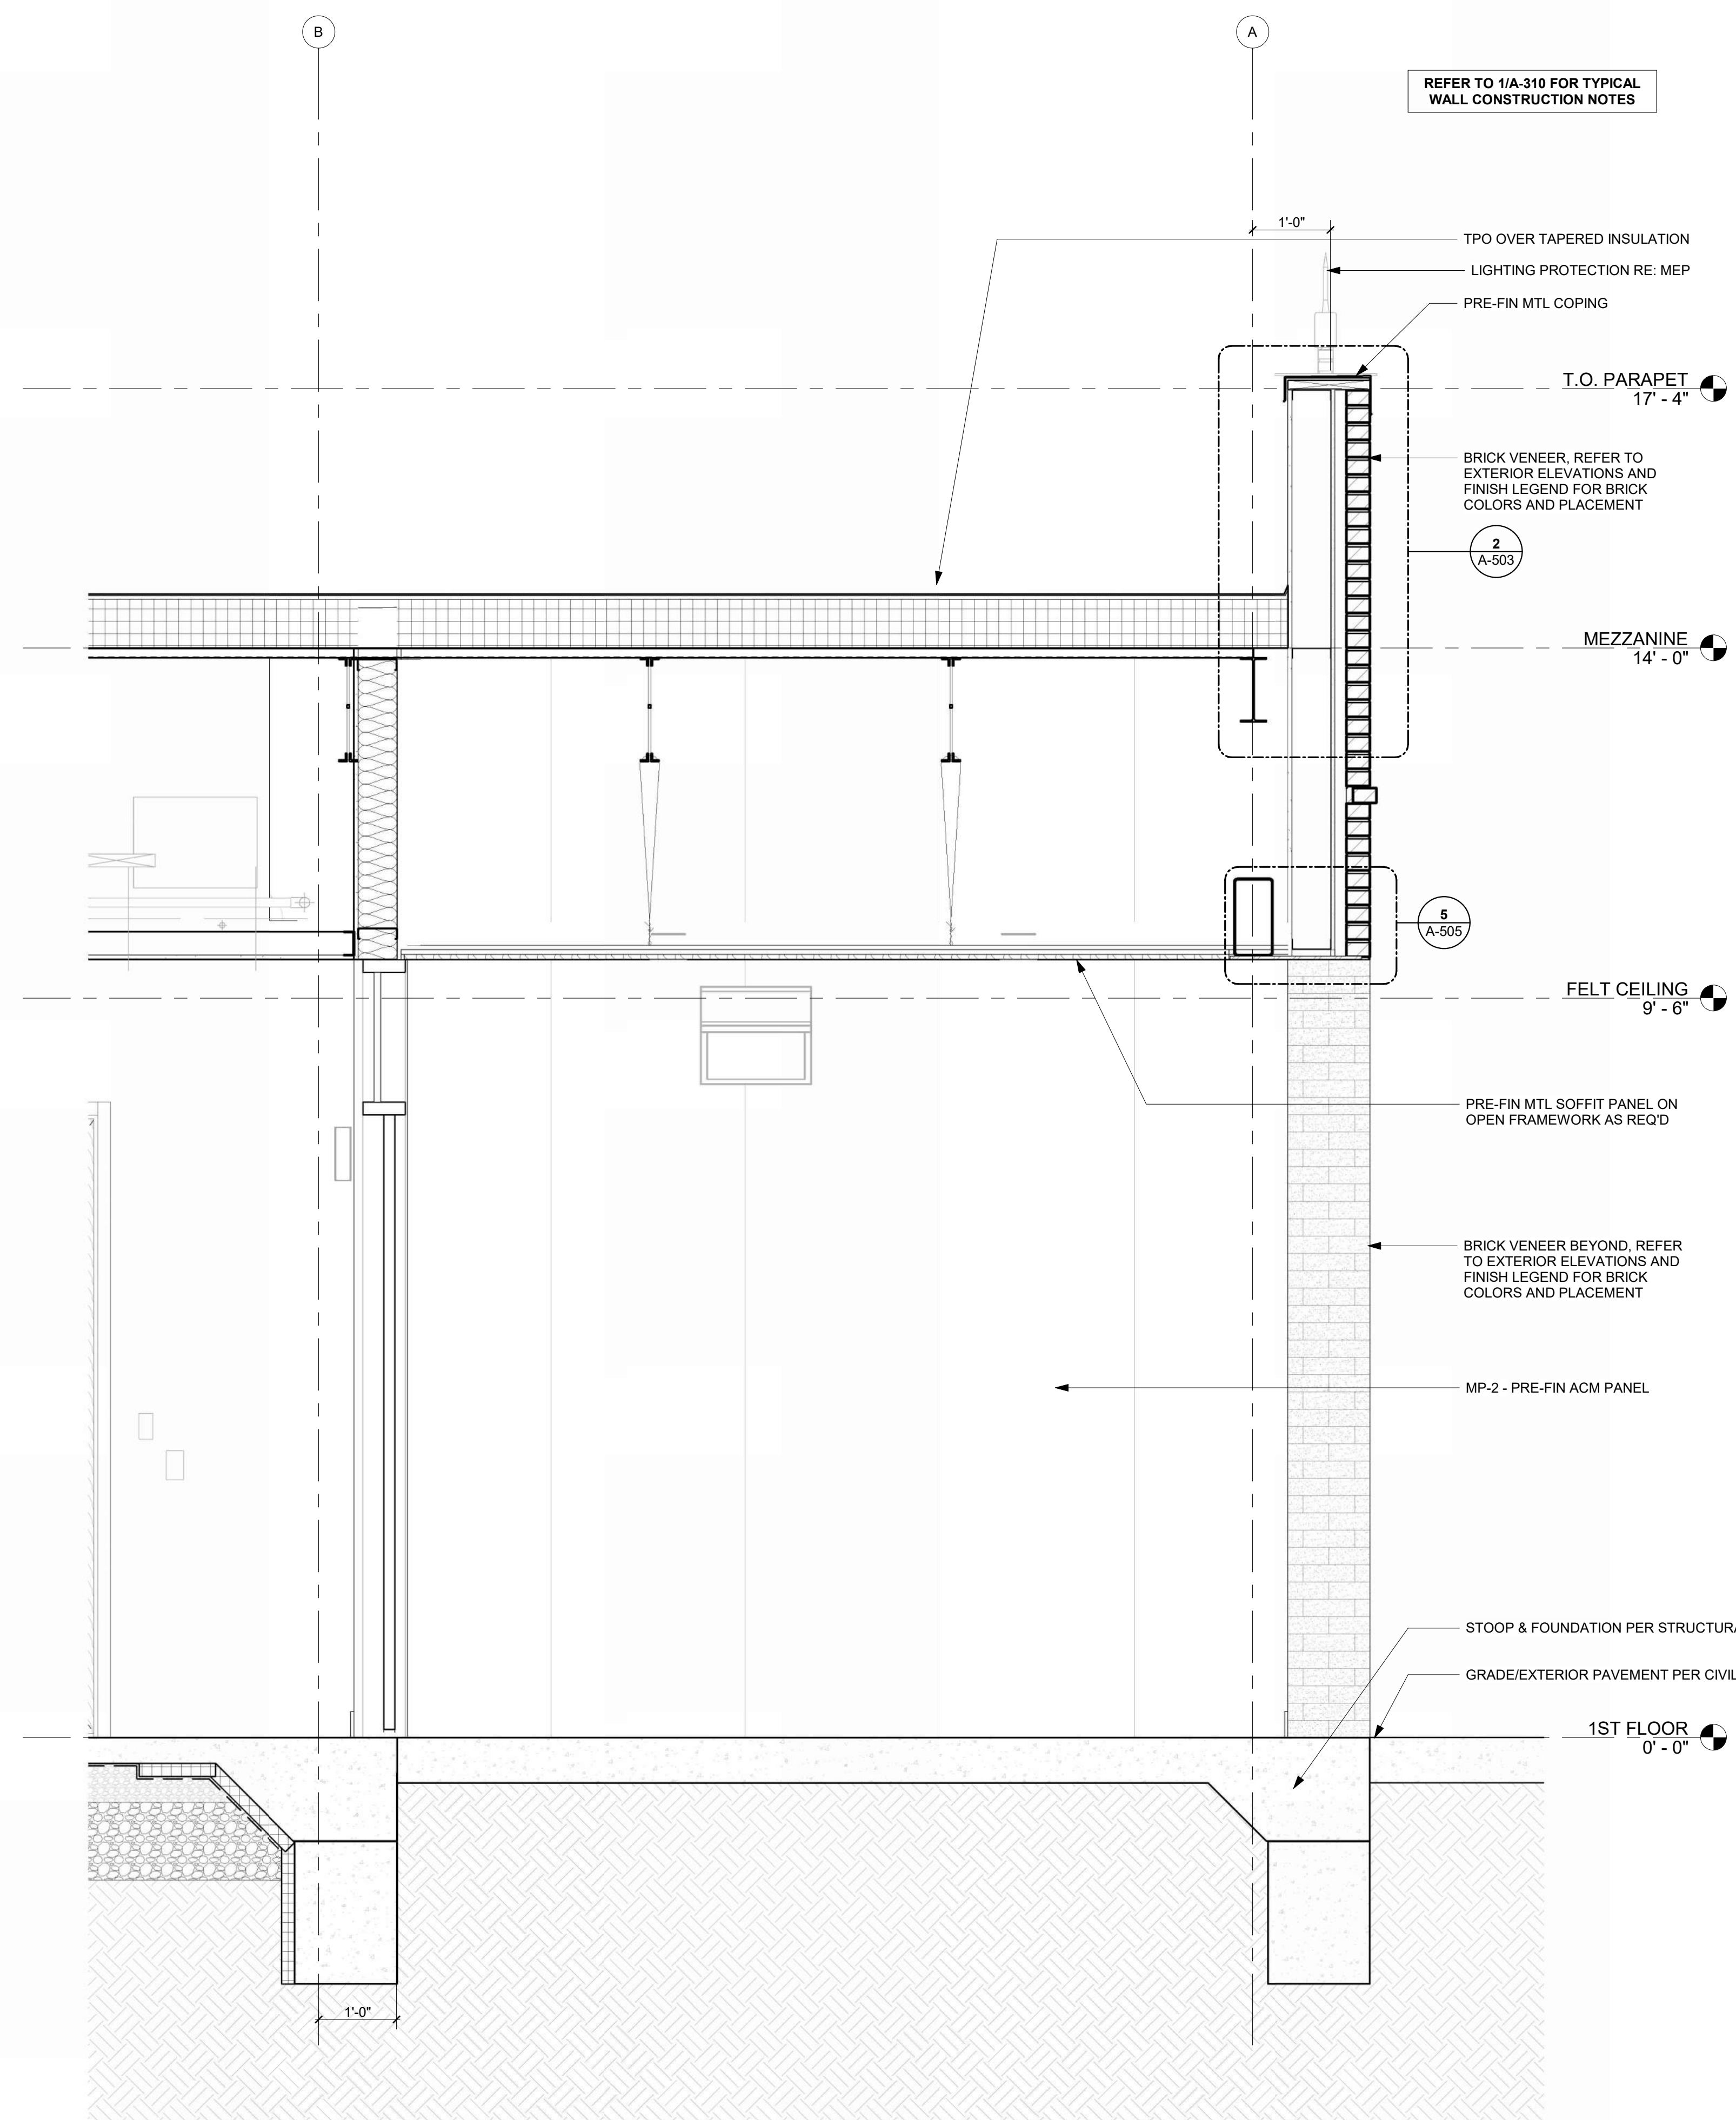 B
A
REFER TO 1/A-310 FOR TYPICAL
WALL CONSTRUCTION NOTES
1'-0"
TPO OVER TAPERED INSULATION
LIGHTING PROTECTION RE: MEP
PRE-FIN MTL COPING
T.O. PARAPET
17' - 4"
BRICK VENEER, REFER TO
EXTERIOR ELEVATIONS AND
FINISH LEGEND FOR BRICK
COLORS AND PLACEMENT
2
A-503
MEZZANINE
14' - 0"
5
A-505
FELT CEILING
9' - 6"
PRE-FIN MTL SOFFIT PANEL ON
OPEN FRAMEWORK AS REQ'D
BRICK VENEER BEYOND, REFER
TO EXTERIOR ELEVATIONS AND
FINISH LEGEND FOR BRICK
COLORS AND PLACEMENT
MP-2 - PRE-FIN ACM PANEL
STOOP & FOUNDATION PER STRUCTURA
GRADE/EXTERIOR PAVEMENT PER CIVIL
1ST FLOOR
0' - 0"
1'-0"